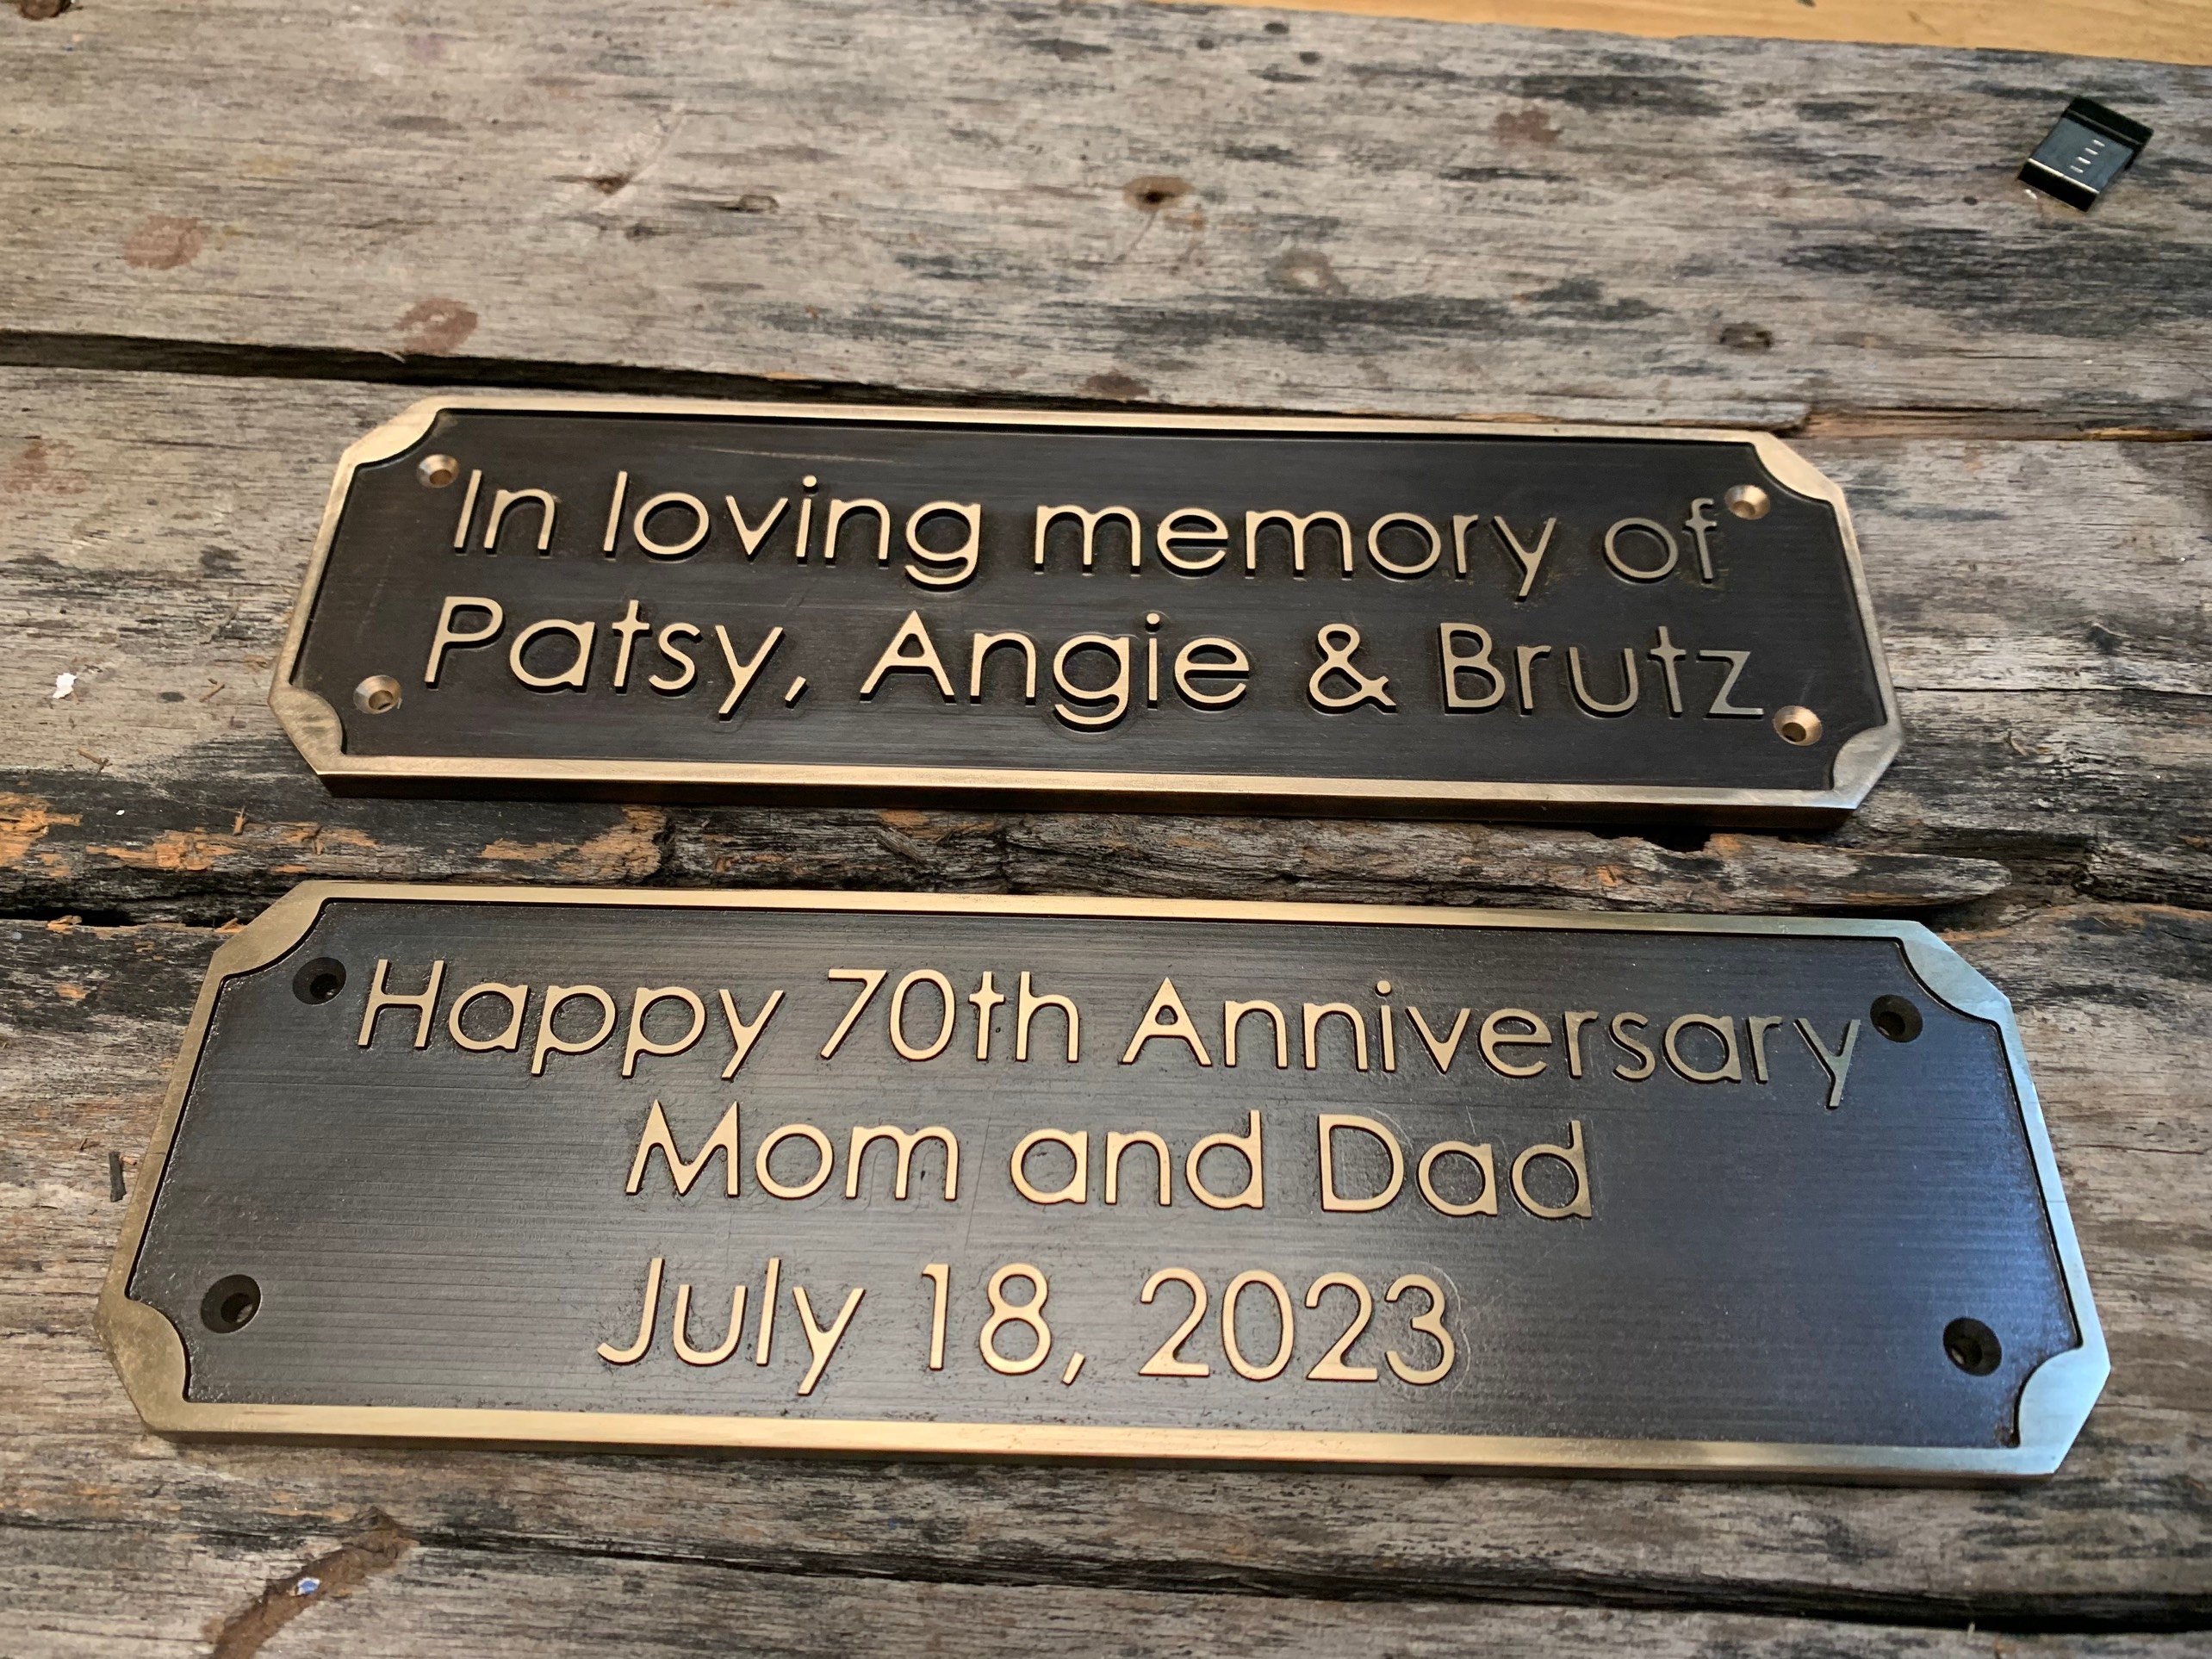 In loving memory of
Patsy, Angie & Brutz
Happy 70th Anniversary
Mom and Dad
July 18, 2023